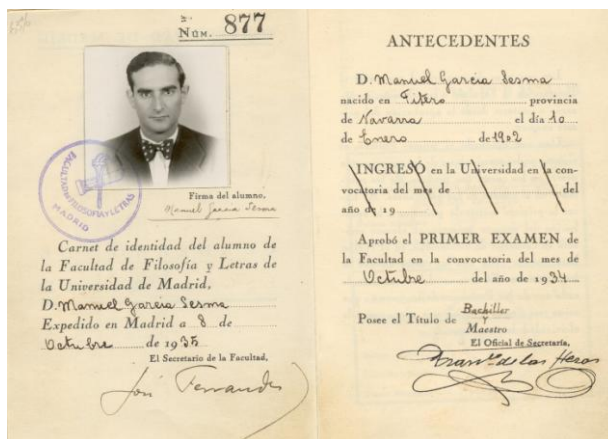 Núm. 877
FACULTAD DE FILOSOFIA Y LETRAS
MADRID
Firma del alumno.
Manuel García Sesma
Carnet de identidad del alumno de
la Facultad de Filosofía y Letras de
la Universidad de Madrid,
D. Manuel García Sesma
Expedido en Madrid a 8 de
Octubre de 1935
El Secretario de la Facultad,
ANTECEDENTES
D. Manuel García Sesma
nacido en Fitero provincia
de Navarra el día 10
de Enero de 1902
INGRESÓ en la Universidad en la con-
vocatoria del mes de del
año de 19
Aprobó el PRIMER EXAMEN de
la Facultad en la convocatoria del mes de
Octubre del año de 1934
Posee el Título de Bachiller
y
Maestro
El Oficial de Secretaría,
de las Heras